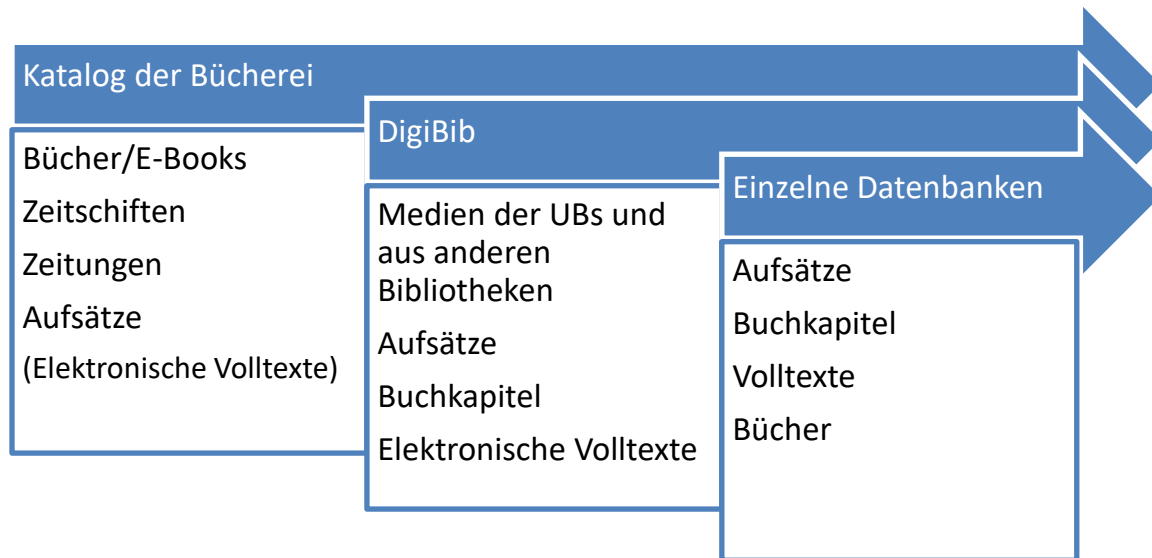 Katalog der Bücherei
Bücher/E-Books
Zeitschiften
Zeitungen
Aufsätze
(Elektronische Volltexte)
DigiBib
Medien der UBs und
aus anderen
Bibliotheken
Aufsätze
Buchkapitel
Elektronische Volltexte
Einzelne Datenbanken
Aufsätze
Buchkapitel
Volltexte
Bücher